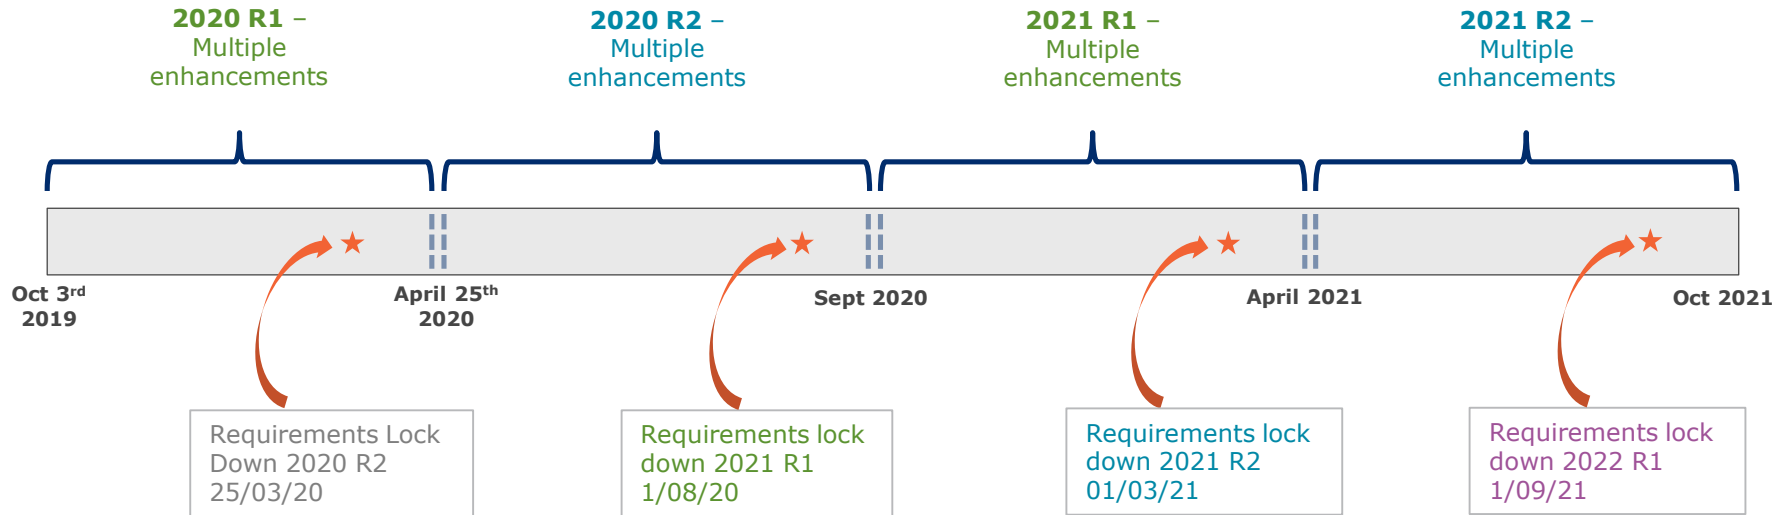 2020 R1 –
Multiple
enhancements
2020 R2 –
Multiple
enhancements
2021 R1 –
Multiple
enhancements
2021 R2 –
Multiple
enhancements
Oct 3rd
2019
April 25th
2020
Sept 2020
April 2021
Oct 2021
Requirements Lock
Down 2020 R2
25/03/20
Requirements lock
down 2021 R1
1/08/20
Requirements lock
down 2021 R2
01/03/21
Requirements lock
down 2022 R1
1/09/21